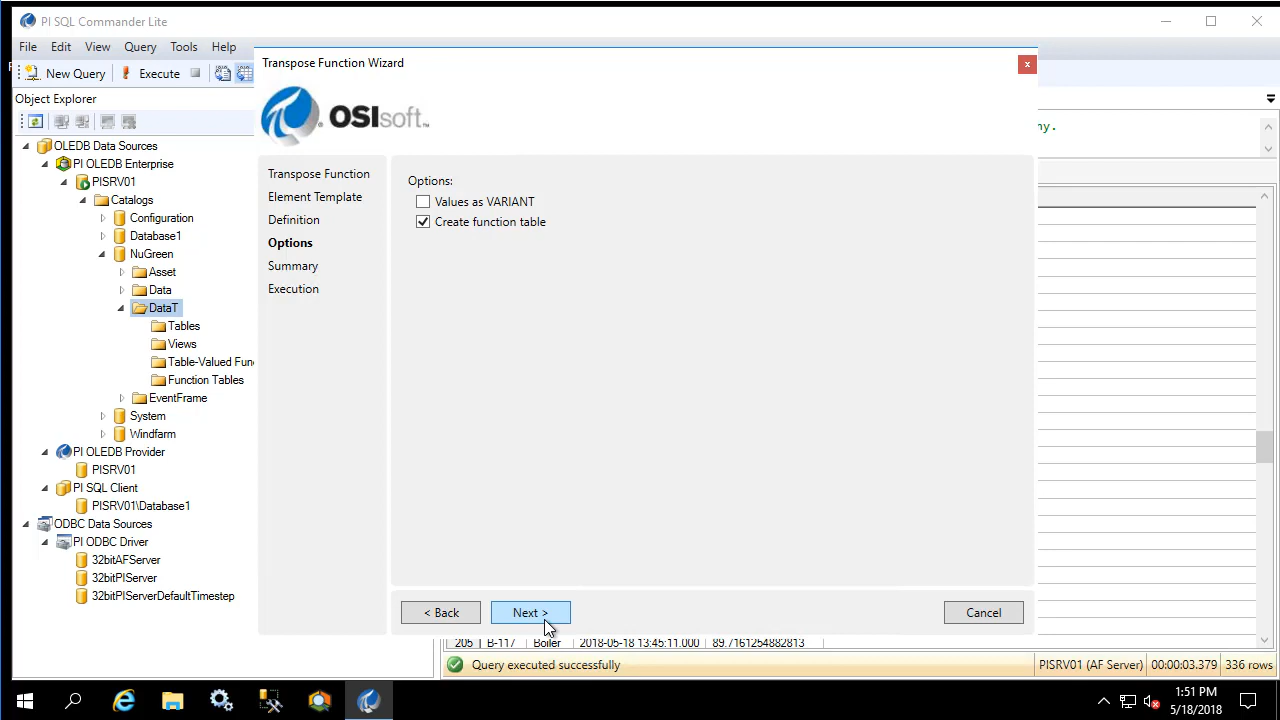 PI SQL Commander Lite
File Edit View Query Tools Help
New Query Execute
Object Explorer
OLEDB Data Sources
PI OLEDB Enterprise
PISRV01
Catalogs
Configuration
Database1
NuGreen
Asset
Data
DataT
Tables
Views
Table-Valued Fun
Function Tables
EventFrame
System
Windfarm
PI OLEDB Provider
PISRV01
PI SQL Client
PISRV01\Database1
ODBC Data Sources
PI ODBC Driver
32bitAFServer
32bitPIServer
32bitPIServerDefaultTimestep
Transpose Function Wizard
OSIsoft
Transpose Function
Element Template
Definition
Options
Summary
Execution
Options:
Values as VARIANT
Create function table
< Back Next > Cancel
ny.
205 B-117 Boiler 2018-05-18 13:45:11.000 89.7161254882813
Query executed successfully PISRV01 (AF Server) 00:00:03.379 336 rows
1:51 PM
5/18/2018